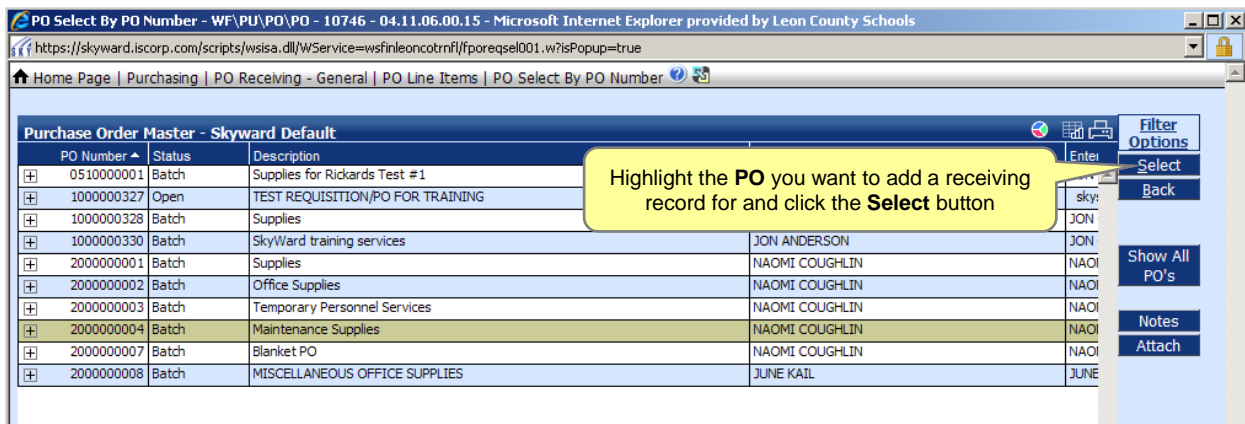 PO Select By PO Number - WF\PU\PO\PO - 10746 - 04.11.06.00.15 - Microsoft Internet Explorer provided by Leon County Schools
https://skyward.iscorp.com/scripts/wsisa.dll/WService=wsfinleoncotrnfl/fporeqsel001.w?isPopup=true
Home Page | Purchasing | PO Receiving - General | PO Line Items | PO Select By PO Number
Purchase Order Master - Skyward Default
Filter Options
PO Number Status Description Enter
0510000001 Batch Supplies for Rickards Test #1
Select
1000000327 Open TEST REQUISITION/PO FOR TRAINING sky
Back
1000000328 Batch Supplies JON
Highlight the PO you want to add a receiving
record for and click the Select button
1000000330 Batch SkyWard training services JON ANDERSON JON
2000000001 Batch Supplies NAOMI COUGHLIN NAO
Show All
PO's
2000000002 Batch Office Supplies NAOMI COUGHLIN NAO
2000000003 Batch Temporary Personnel Services NAOMI COUGHLIN NAO
2000000004 Batch Maintenance Supplies NAOMI COUGHLIN NAO
Notes
2000000007 Batch Blanket PO NAOMI COUGHLIN NAO
Attach
2000000008 Batch MISCELLANEOUS OFFICE SUPPLIES JUNE KAIL JUNE